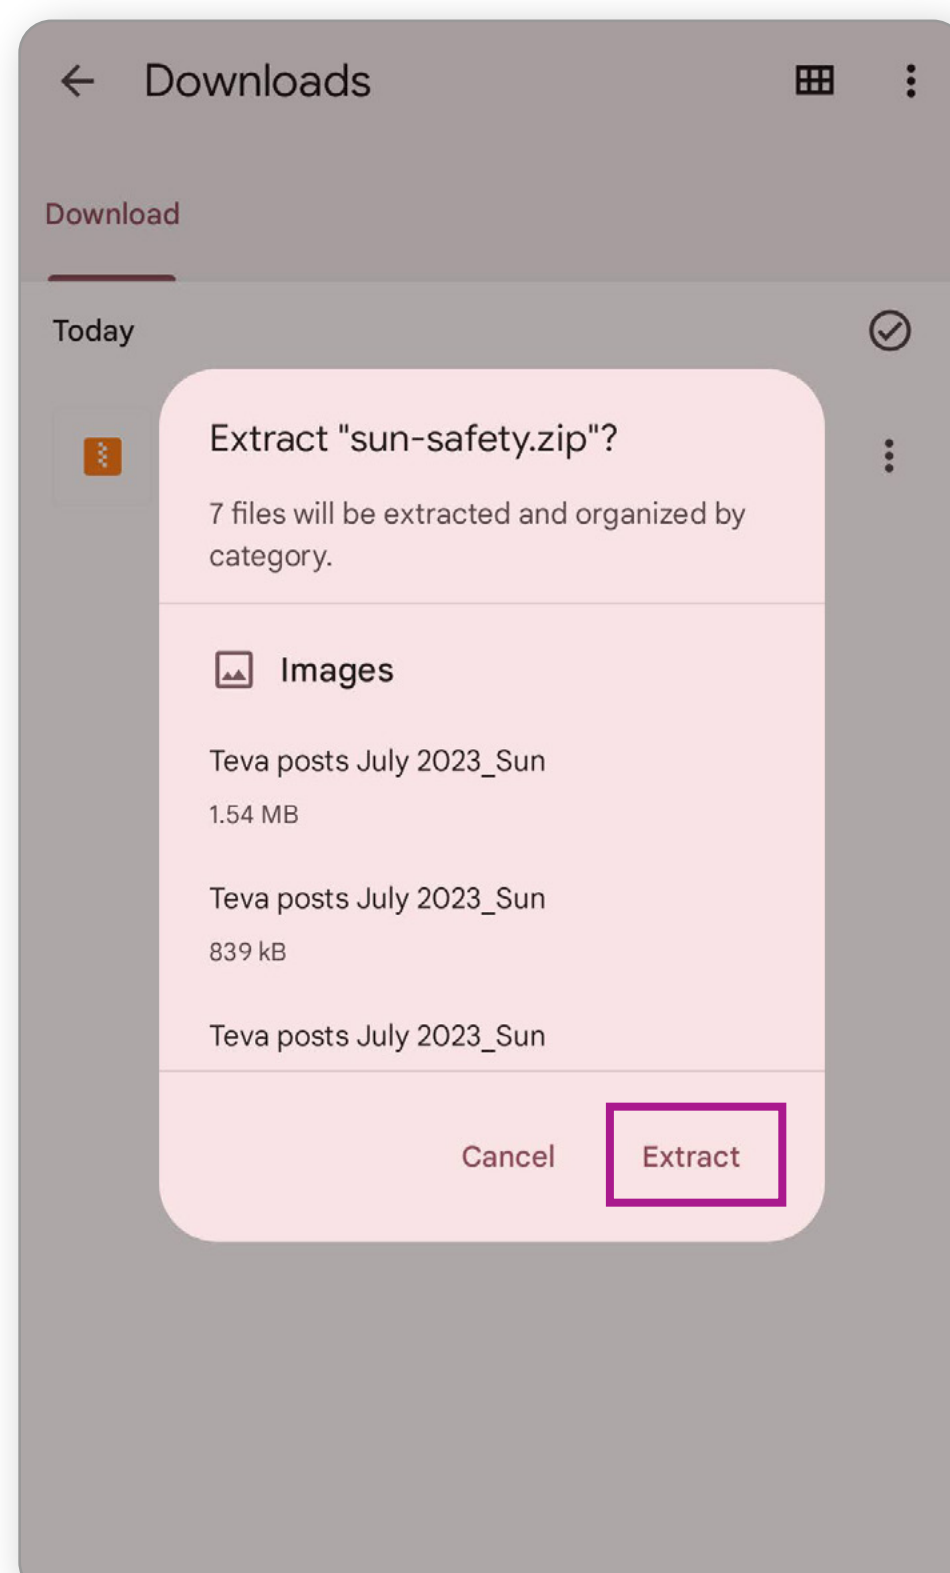 Downloads
Download
Today
Extract "sun-safety.zip"?
7 files will be extracted and organized by
category.
Images
Teva posts July 2023_Sun
1.54 MB
Teva posts July 2023_Sun
839 kB
Teva posts July 2023_Sun
Cancel Extract